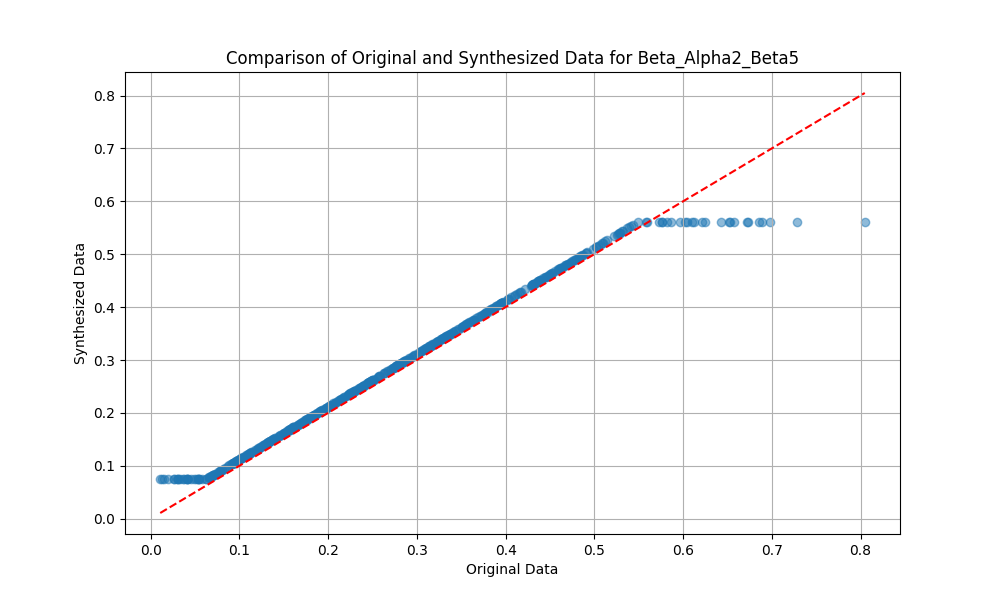 Comparison of Original and Synthesized Data for Beta_Alpha2_Beta5
Synthesized Data
0.8
0.7
0.6
0.5
0.4
0.3
0.2
0.1
0.0
0.0 0.1 0.2 0.3 0.4 0.5 0.6 0.7 0.8
Original Data